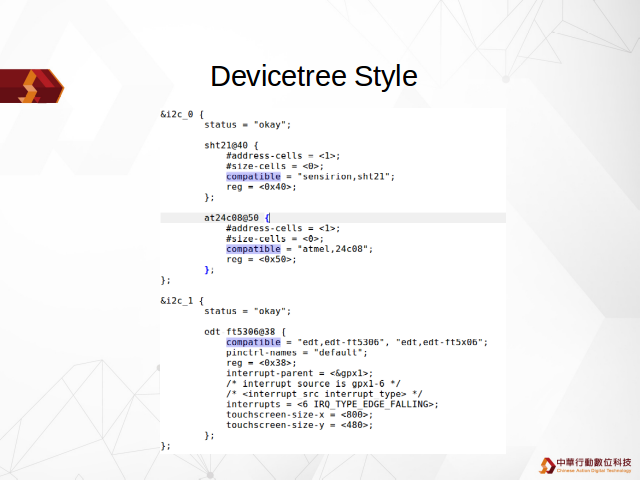 Devicetree Style
&i2c_0 {
status = "okay";
sht21@40 {
#address-cells = <1>;
#size-cells = <0>;
compatible = "sensirion,sht21";
reg = <0x40>;
};
at24c08@50 {
#address-cells = <1>;
#size-cells = <0>;
compatible = "atmel,24c08";
reg = <0x50>;
};
};
&i2c_1 {
status = "okay";
edt ft5306@38 {
compatible = "edt,edt-ft5306", "edt,edt-ft5x06";
pinctrl-names = "default";
reg = <0x38>;
interrupt-parent = <&gpx1>;
/* interrupt source is gpx1-6 */
/* <interrupt src interrupt type> */
interrupts = <6 IRQ_TYPE_EDGE_FALLING>;
touchscreen-size-x = <800>;
touchscreen-size-y = <480>;
};
};
中華行動數位科技
Chinese Action Digital Technology